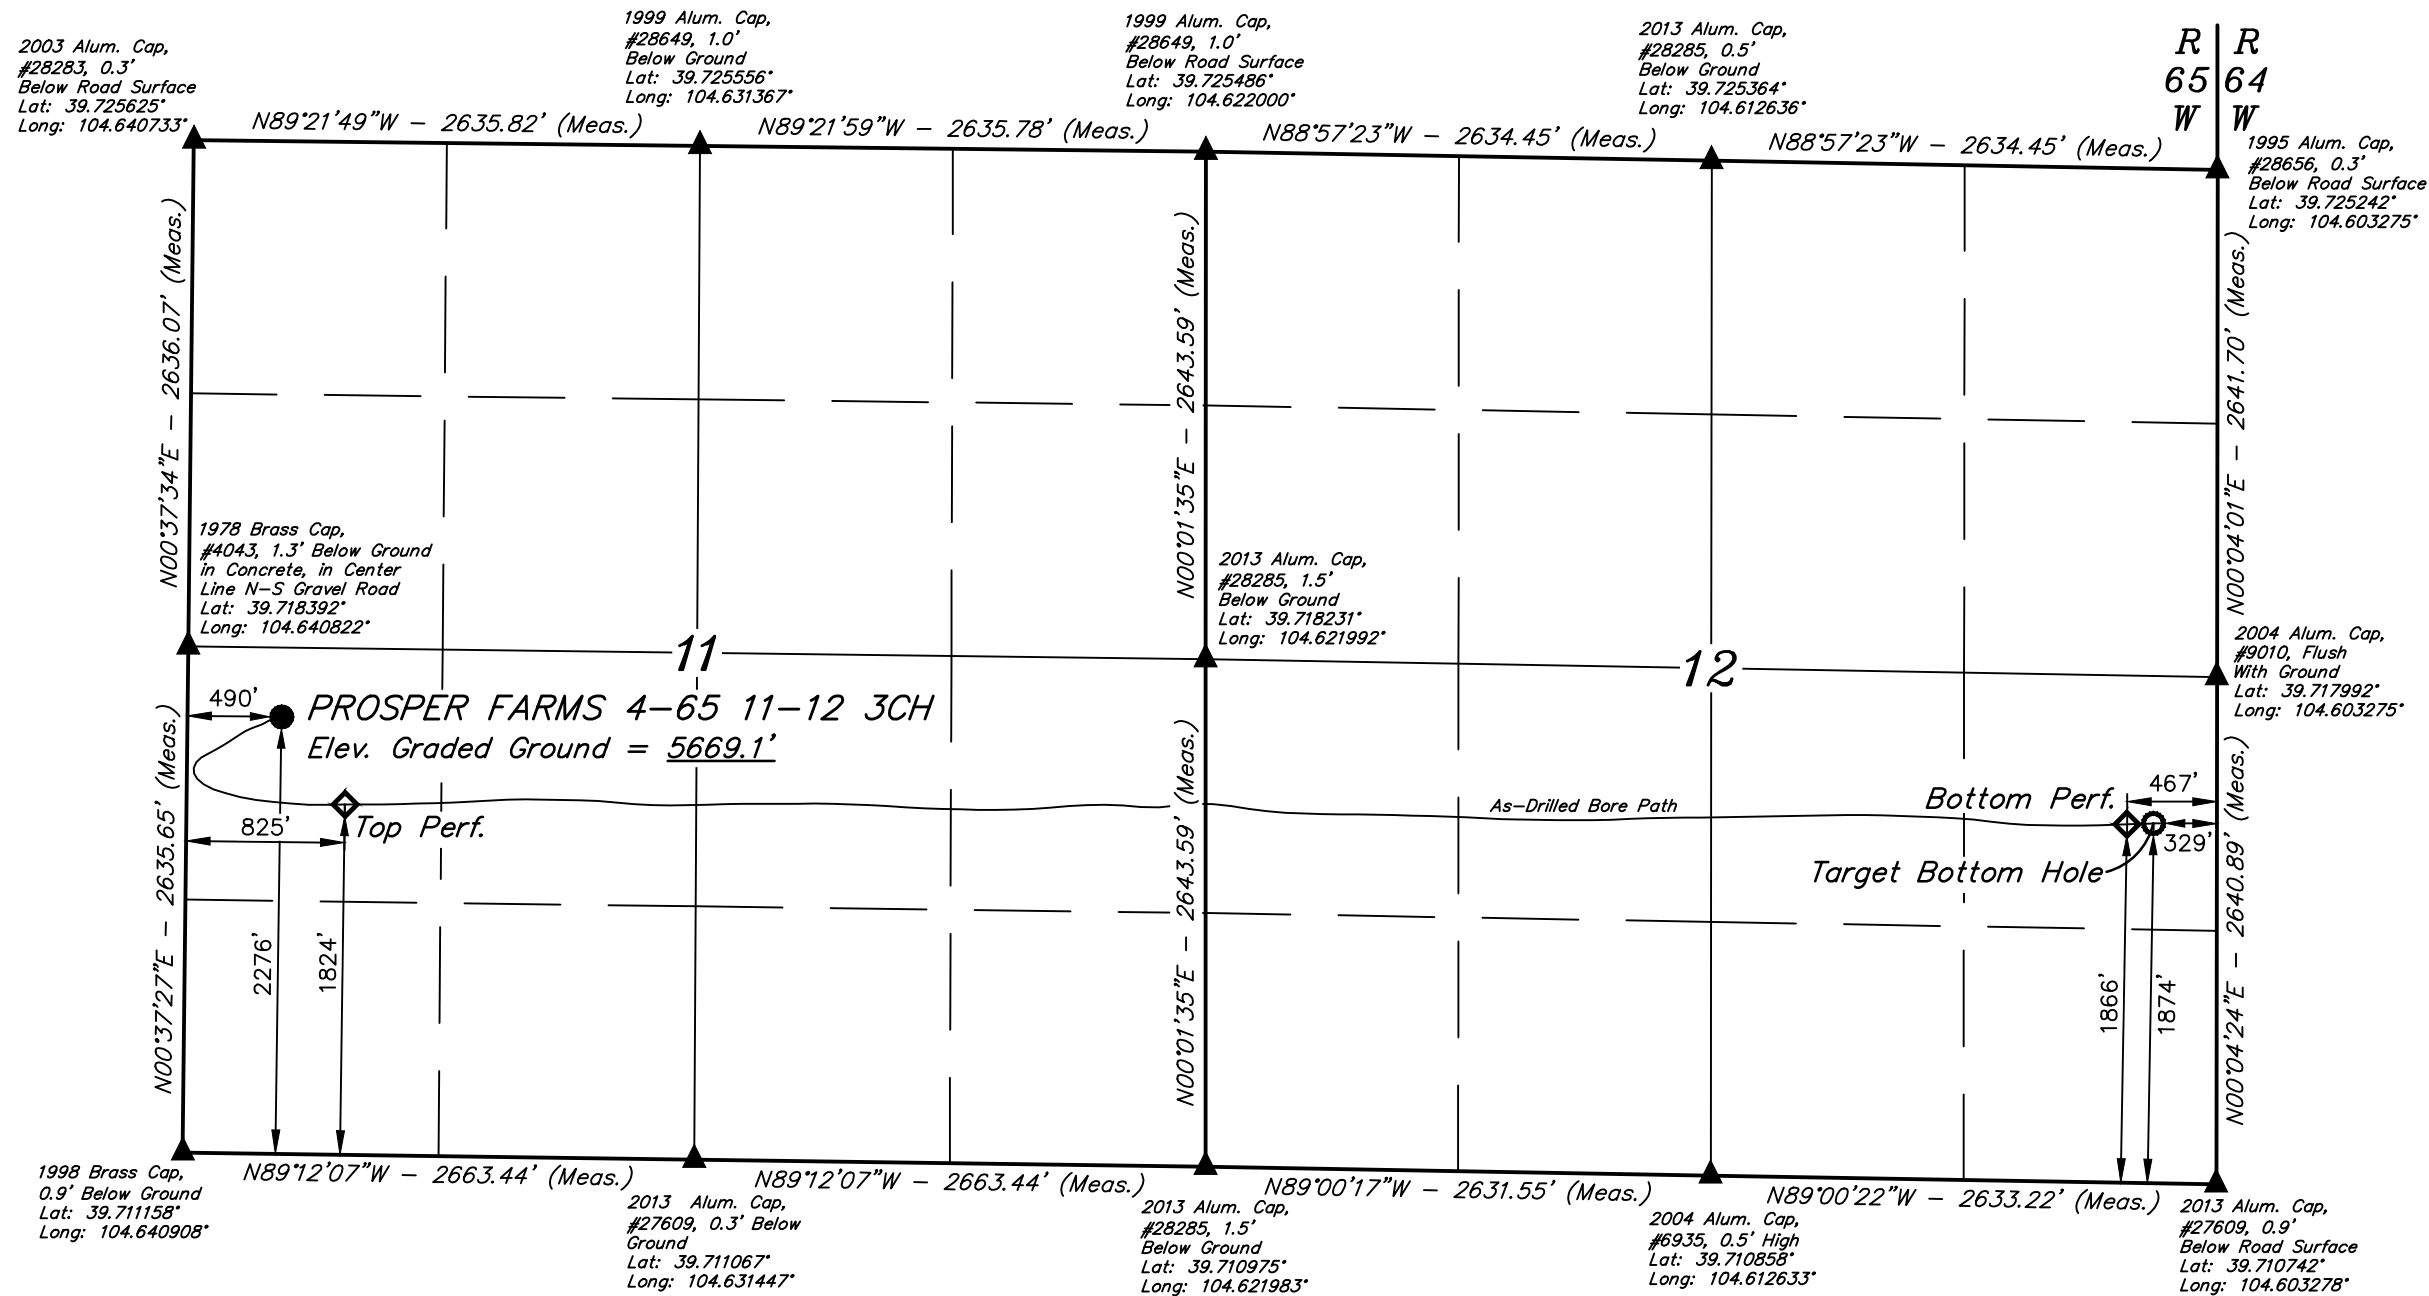 2003 Alum. Cap,
#28283, 0.3'
Below Road Surface
Lat: 39.725625°
Long: 104.640733°
1999 Alum. Cap,
#28649, 1.0'
Below Ground
Lat: 39.725556°
Long: 104.631367°
1999 Alum. Cap,
#28649, 1.0'
Below Road Surface
Lat: 39.725486°
Long: 104.622000°
2013 Alum. Cap,
#28285, 0.5'
Below Ground
Lat: 39.725364°
Long: 104.612636°
R R
65 64
W W
1995 Alum. Cap,
#28656, 0.3'
Below Road Surface
Lat: 39.725242°
Long: 104.603275°
N89°21'49"W - 2635.82' (Meas.)
N89°21'59"W - 2635.78' (Meas.)
N88°57'23"W - 2634.45' (Meas.)
N88°57'23"W - 2634.45' (Meas.)
N00°37'34"E - 2636.07' (Meas.)
N00°01'35"E - 2643.59' (Meas.)
N00°04'01"E - 2641.70' (Meas.)
1978 Brass Cap,
#4043, 1.3' Below Ground
in Concrete, in Center
Line N-S Gravel Road
Lat: 39.718392°
Long: 104.640822°
2013 Alum. Cap,
#28285, 1.5'
Below Ground
Lat: 39.718231°
Long: 104.621992°
2004 Alum. Cap,
#9010, Flush
With Ground
Lat: 39.717992°
Long: 104.603275°
11
12
490'
PROSPER FARMS 4-65 11-12 3CH
Elev. Graded Ground = 5669.1'
825'
Top Perf.
As-Drilled Bore Path
Bottom Perf.
467'
329'
Target Bottom Hole
2276'
1824'
1866'
1874'
N00°37'27"E - 2635.65' (Meas.)
N00°01'35"E - 2643.59' (Meas.)
N00°04'24"E - 2640.89' (Meas.)
N89°12'07"W - 2663.44' (Meas.)
N89°12'07"W - 2663.44' (Meas.)
N89°00'17"W - 2631.55' (Meas.)
N89°00'22"W - 2633.22' (Meas.)
1998 Brass Cap,
0.9' Below Ground
Lat: 39.711158°
Long: 104.640908°
2013 Alum. Cap,
#27609, 0.3' Below
Ground
Lat: 39.711067°
Long: 104.631447°
2013 Alum. Cap,
#28285, 1.5'
Below Ground
Lat: 39.710975°
Long: 104.621983°
2004 Alum. Cap,
#6935, 0.5' High
Lat: 39.710858°
Long: 104.612633°
2013 Alum. Cap,
#27609, 0.9'
Below Road Surface
Lat: 39.710742°
Long: 104.603278°